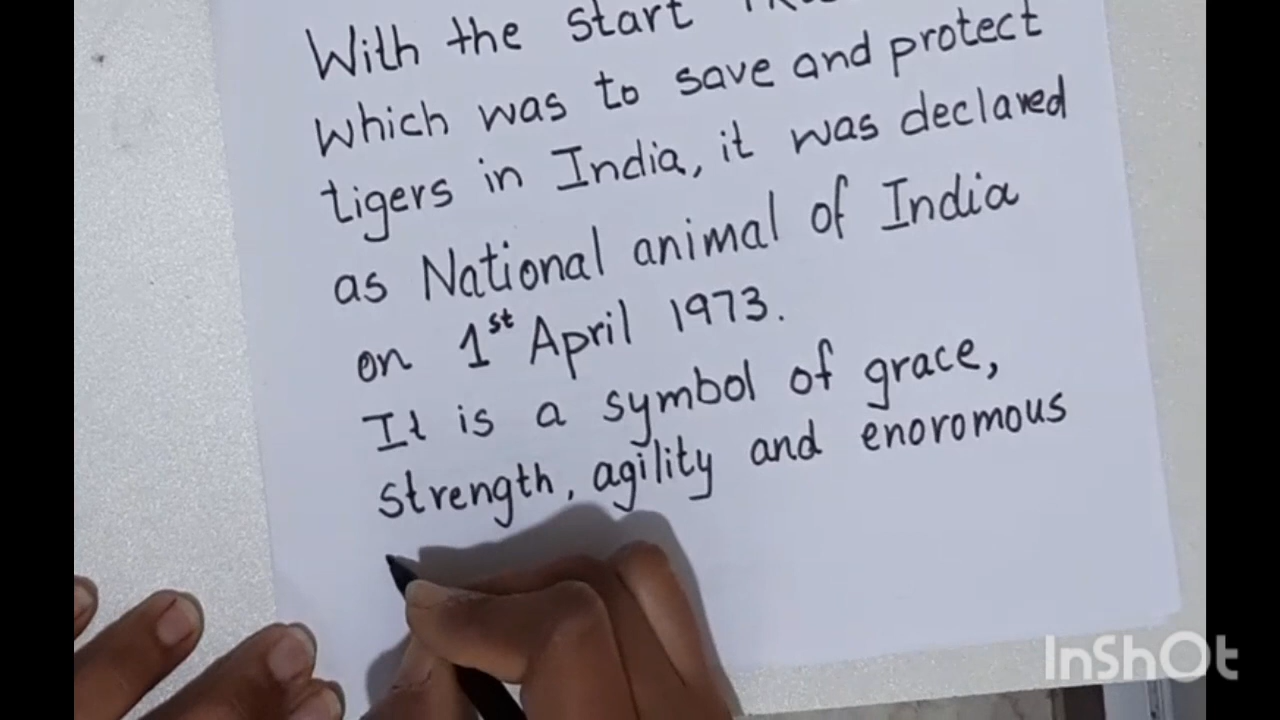 With the start
which was to save and protect
tigers in India, it was declared
as National animal of India
on 1st April 1973.
It is a symbol of grace,
strength, agility and enoromous
InShOt